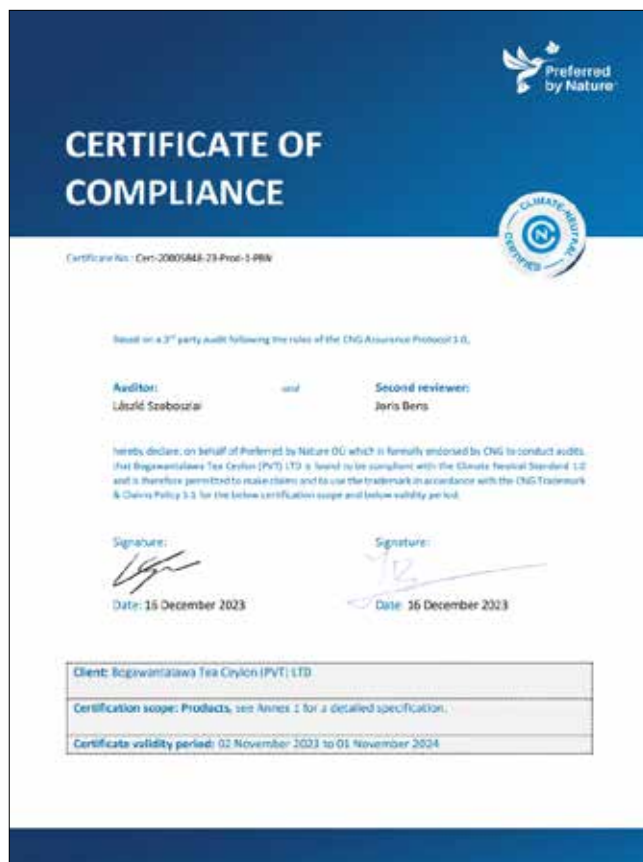 Preferred
by Nature
CERTIFICATE OF
COMPLIANCE
CLIMATE-NEUTRAL
CERTIFIED
Certificate No.: Cert-20805848-23-Prod-1-PBN
Based on a 3rd party audit following the rules of the CNG Assurance Protocol 1.0,
Auditor: and Second reviewer:
László Szoboszlai Joris Bens
hereby declare, on behalf of Preferred by Nature OÜ which is formally endorsed by CNG to conduct audits,
that Bogawantalawa Tea Ceylon (PVT) LTD is found to be compliant with the Climate Neutral Standard 1.0
and is therefore permitted to make claims and to use the trademark in accordance with the CNG Trademark
& Claims Policy for the below certification scope and below validity period.
Signature: Signature:
Date: 16 December 2023 Date: 16 December 2023
Client: Bogawantalawa Tea Ceylon (PVT) LTD
Certification scope: Products, see Annex 1 for a detailed specification.
Certificate validity period: 02 November 2023 to 01 November 2024